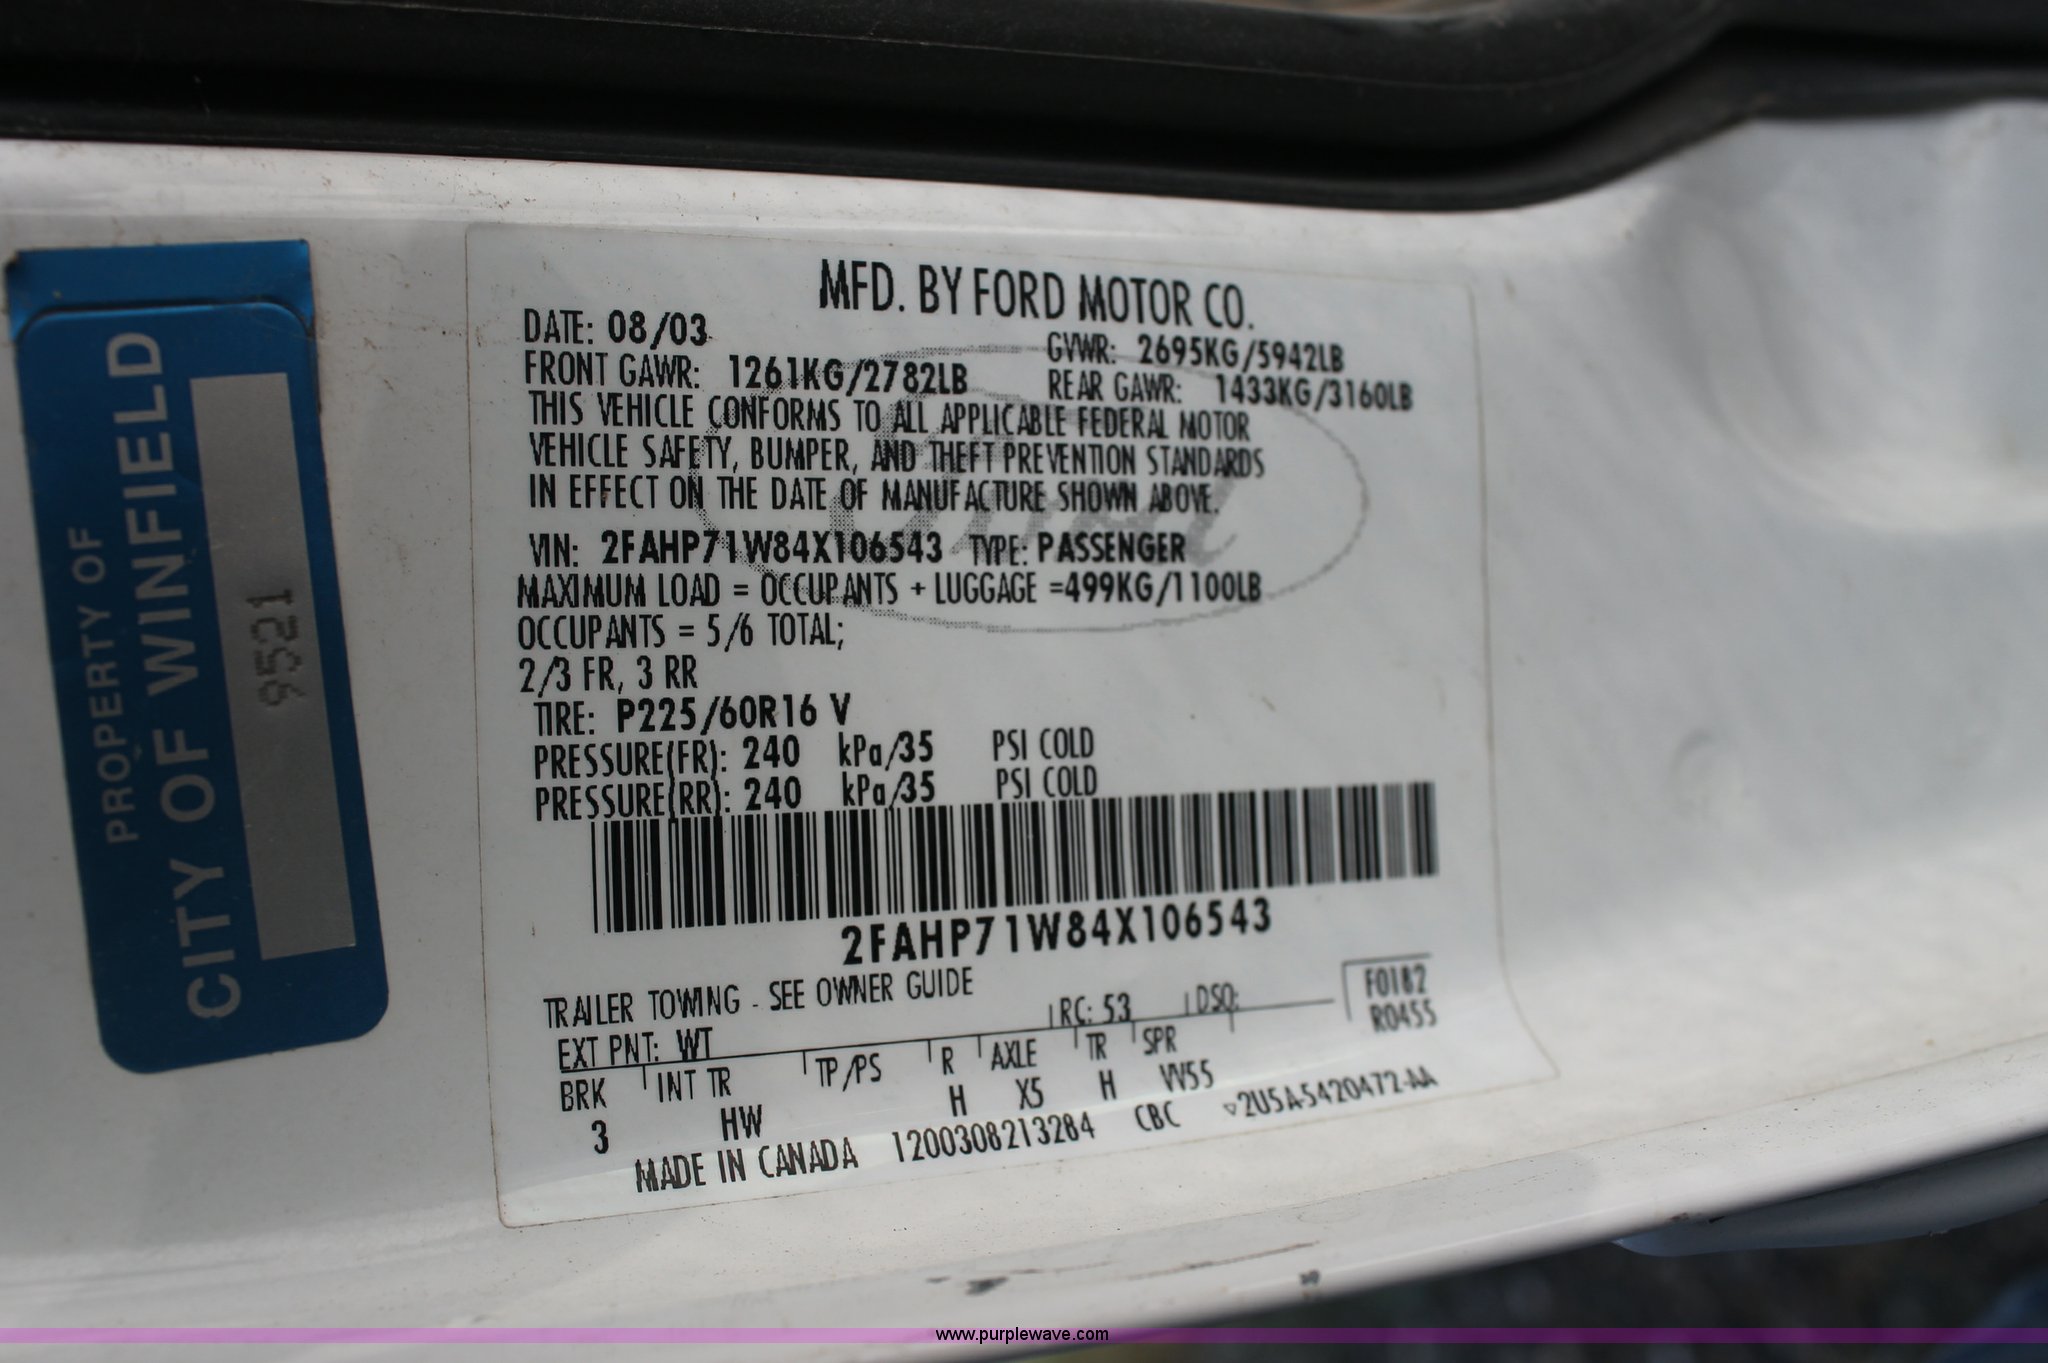 PROPERTY OF
CITY OF WINFIELD
9521
MFD. BY FORD MOTOR CO.
DATE: 08/03
GVWR: 2695KG/5942LB
FRONT GAWR: 1261KG/2782LB
REAR GAWR: 1433KG/3160LB
THIS VEHICLE CONFORMS TO ALL APPLICABLE FEDERAL MOTOR
VEHICLE SAFETY, BUMPER, AND THEFT PREVENTION STANDARDS
IN EFFECT ON THE DATE OF MANUFACTURE SHOWN ABOVE.
Ford
VIN: 2FAHP71W84X106543 TYPE: PASSENGER
MAXIMUM LOAD = OCCUPANTS + LUGGAGE =499KG/1100LB
OCCUPANTS = 5/6 TOTAL;
2/3 FR, 3 RR
TIRE: P225/60R16 V
PRESSURE(FR): 240 kPa/35 PSI COLD
PRESSURE(RR): 240 kPa/35 PSI COLD
2FAHP71W84X106543
TRAILER TOWING - SEE OWNER GUIDE
F0182
R0455
EXT PNT: WT RC: 53 DSO:
BRK INT TR TP/PS R AXLE TR SPR
3 HW H X5 H VV55
MADE IN CANADA 1200308213284 CBC ▽2U5A-5420472-AA
www.purplewave.com